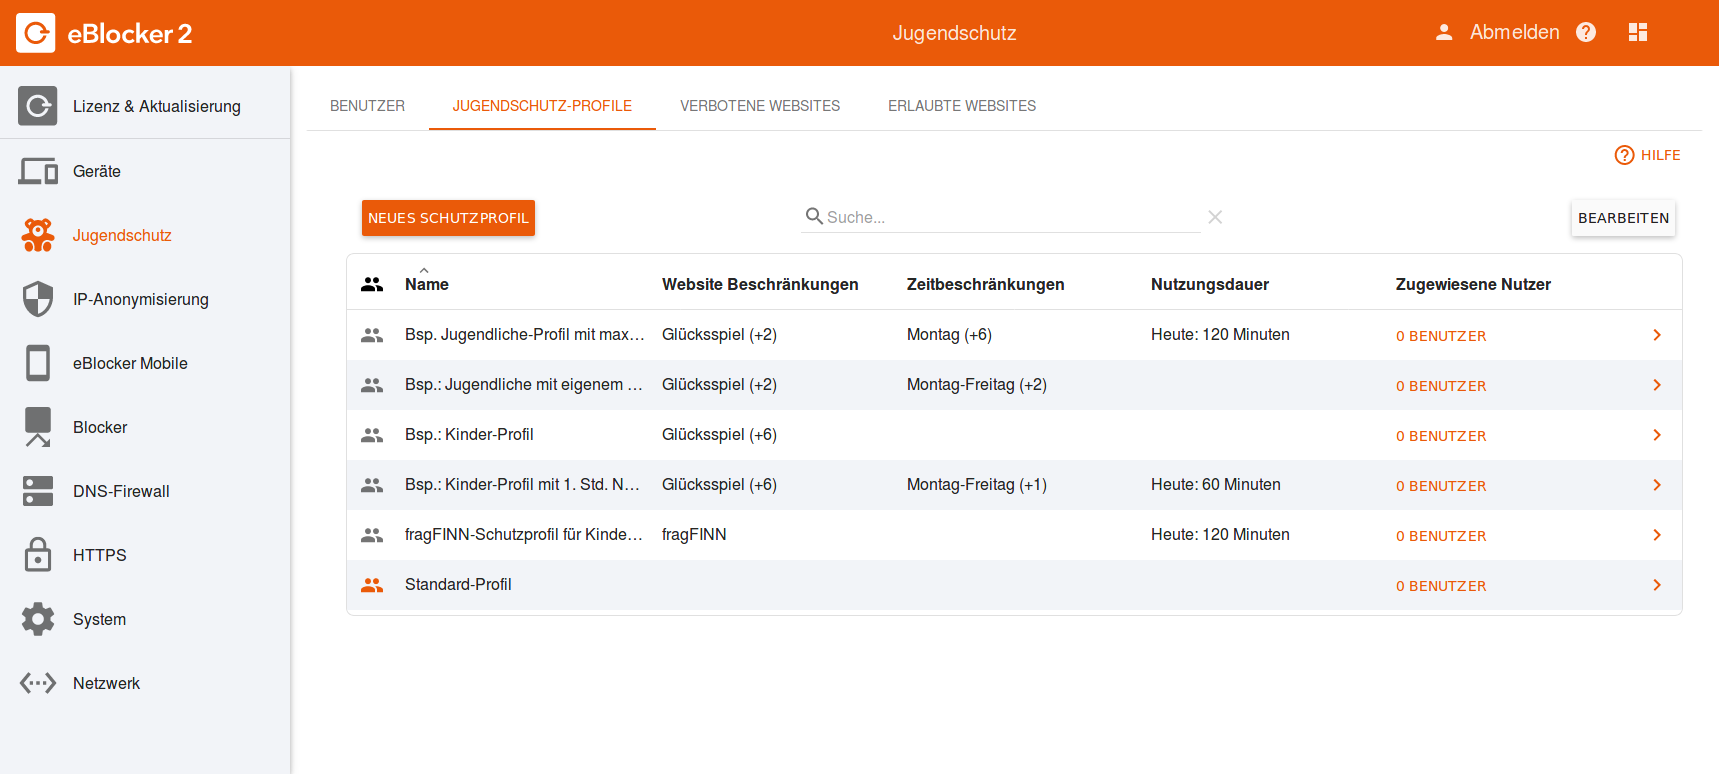 eBlocker 2
Jugendschutz
Abmelden
Lizenz & Aktualisierung
Geräte
Jugendschutz
IP-Anonymisierung
eBlocker Mobile
Blocker
DNS-Firewall
HTTPS
System
Netzwerk
BENUTZER JUGENDSCHUTZ-PROFILE VERBOTENE WEBSITES ERLAUBTE WEBSITES
HILFE
NEUES SCHUTZPROFIL Suche... BEARBEITEN
Name Website Beschränkungen Zeitbeschränkungen Nutzungsdauer Zugewiesene Nutzer
Bsp. Jugendliche-Profil mit max... Glücksspiel (+2) Montag (+6) Heute: 120 Minuten 0 BENUTZER
Bsp.: Jugendliche mit eigenem ... Glücksspiel (+2) Montag-Freitag (+2) 0 BENUTZER
Bsp.: Kinder-Profil Glücksspiel (+6) 0 BENUTZER
Bsp.: Kinder-Profil mit 1. Std. N... Glücksspiel (+6) Montag-Freitag (+1) Heute: 60 Minuten 0 BENUTZER
fragFINN-Schutzprofil für Kinde... fragFINN Heute: 120 Minuten 0 BENUTZER
Standard-Profil 0 BENUTZER